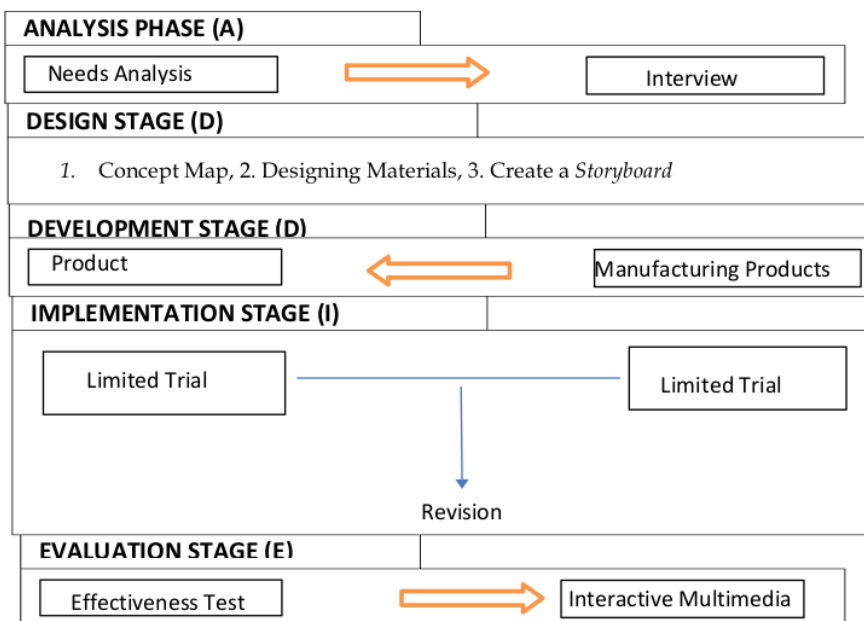 ANALYSIS PHASE (A)
Needs Analysis
Interview
DESIGN STAGE (D)
1. Concept Map, 2. Designing Materials, 3. Create a Storyboard
DEVELOPMENT STAGE (D)
Product
Manufacturing Products
IMPLEMENTATION STAGE (I)
Limited Trial
Limited Trial
Revision
EVALUATION STAGE (E)
Effectiveness Test
Interactive Multimedia